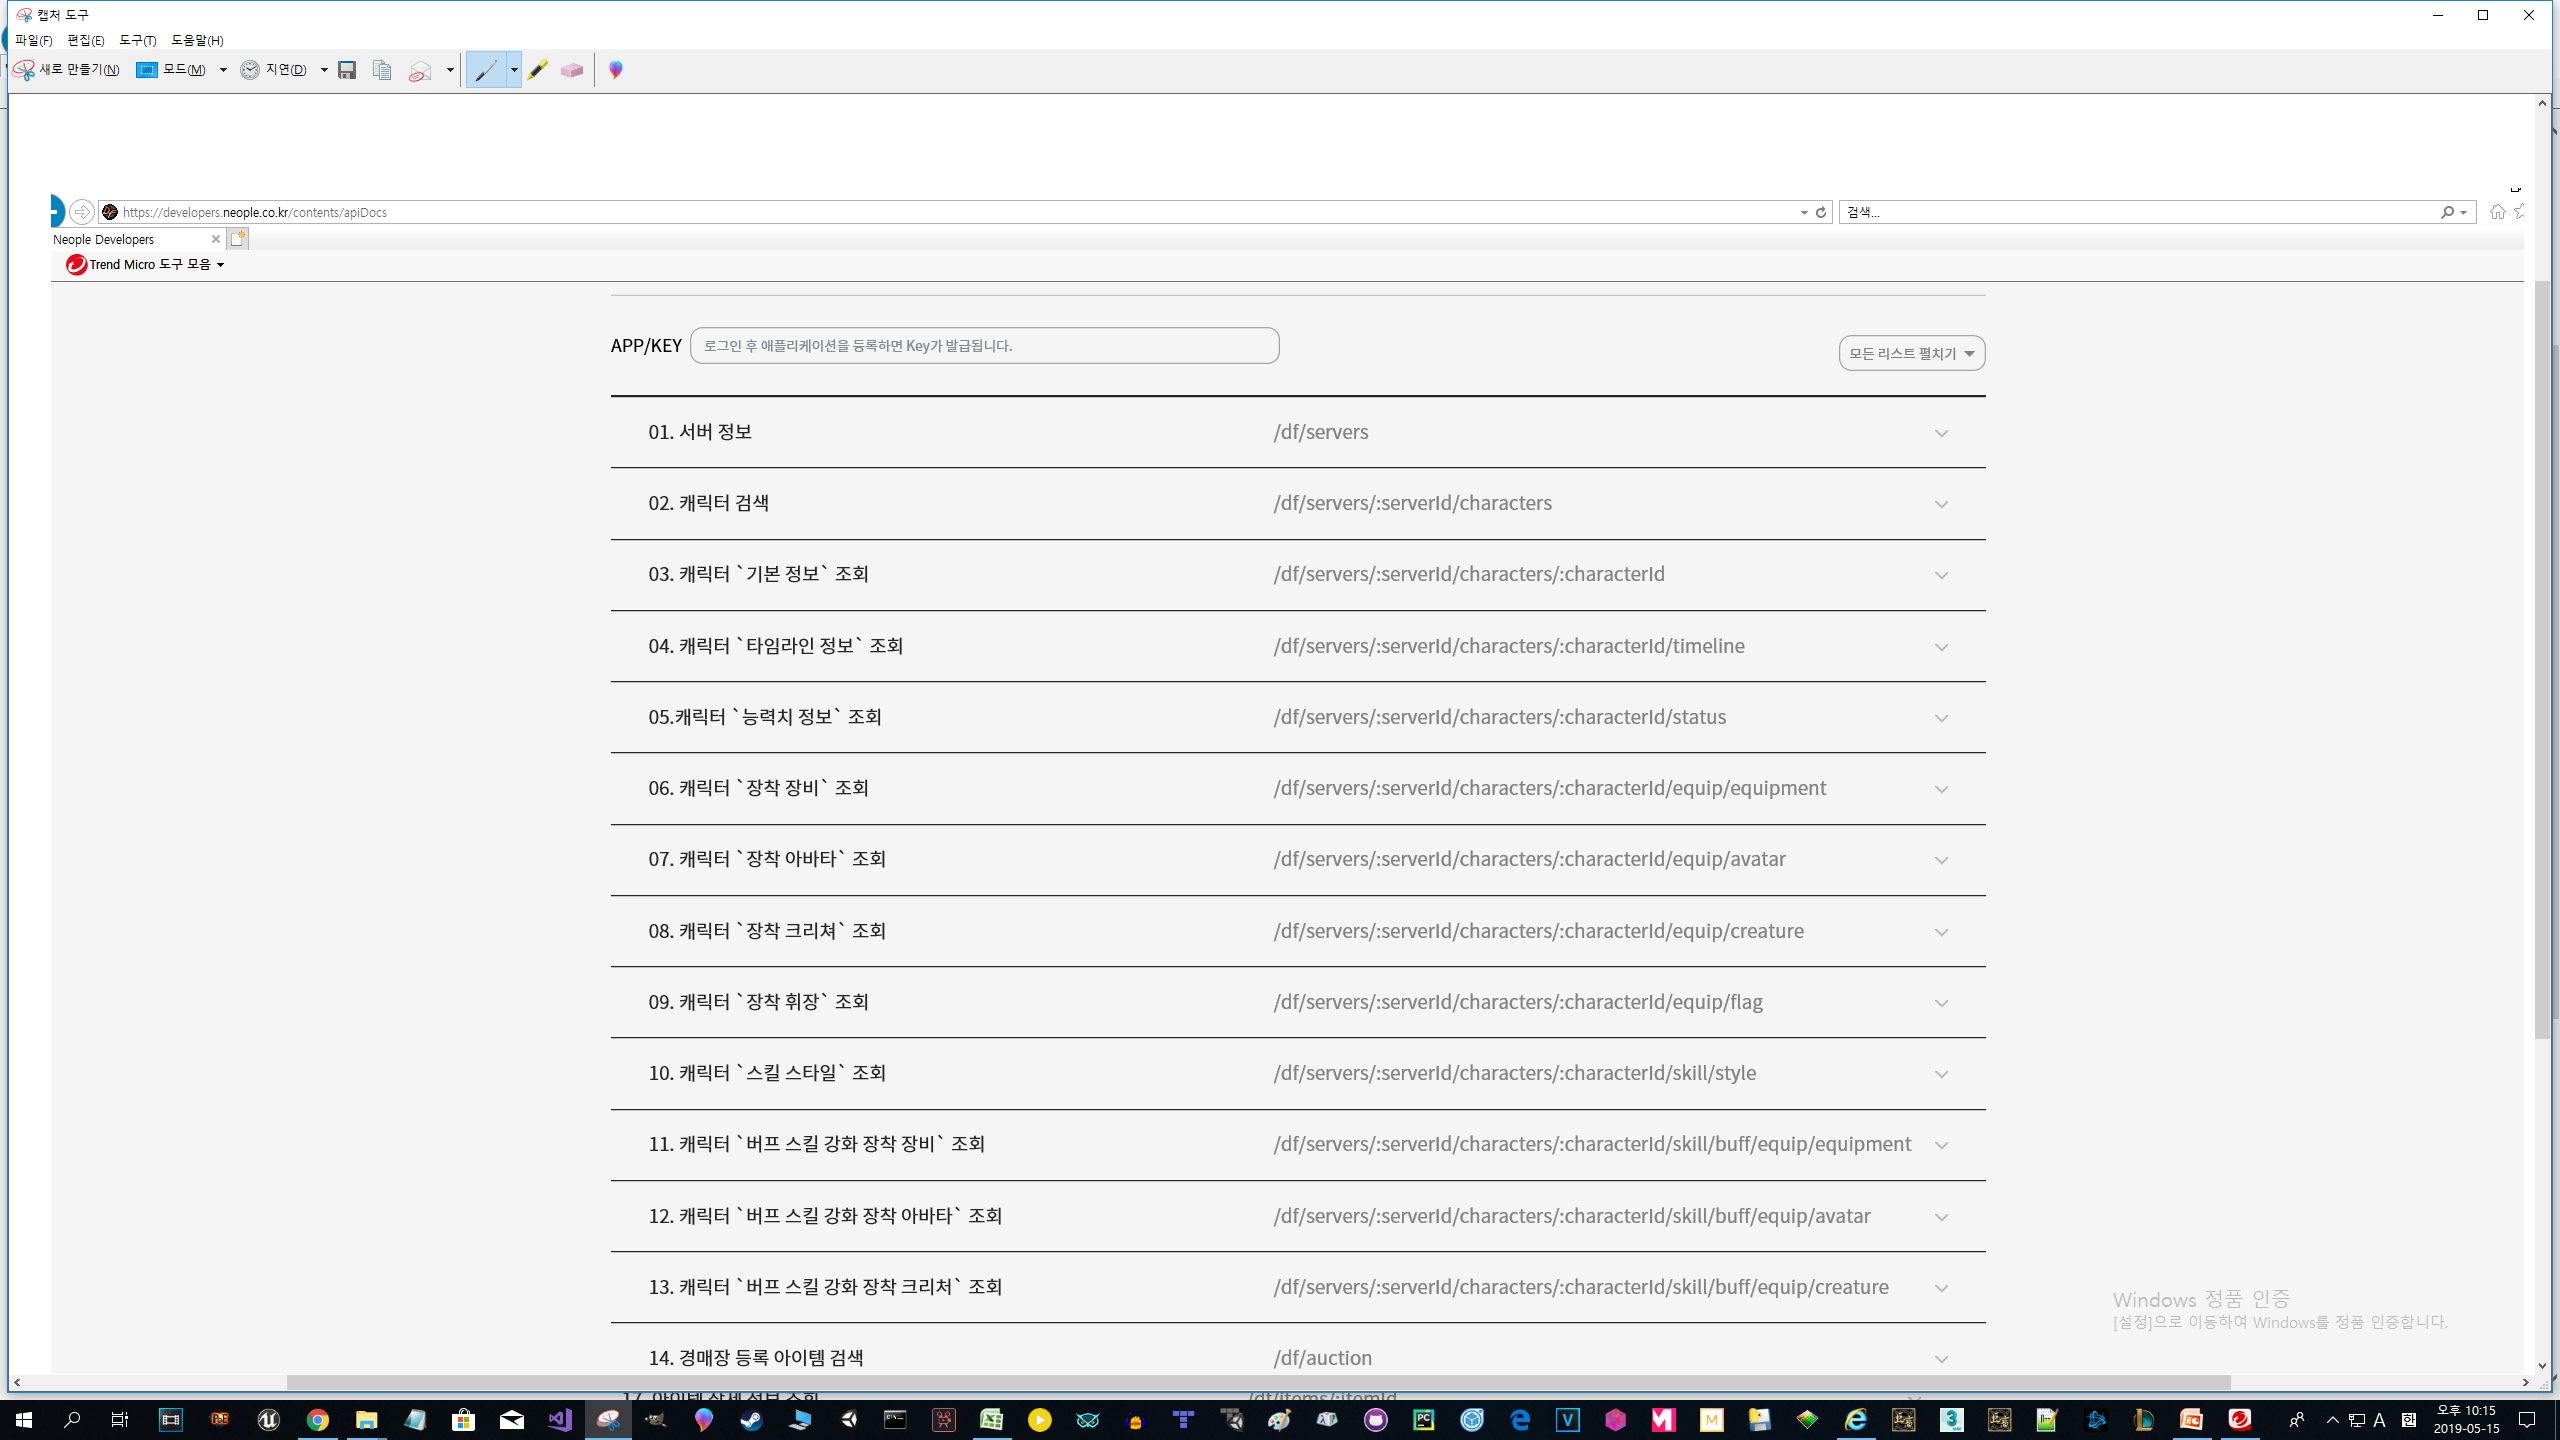 캡처 도구
파일(F) 편집(E) 도구(T) 도움말(H)
새로 만들기(N) 모드(M) 지연(D)
https://developers.neople.co.kr/contents/apiDocs 검색...
Neople Developers
Trend Micro 도구 모음
APP/KEY 로그인 후 애플리케이션을 등록하면 Key가 발급됩니다. 모든 리스트 펼치기
01. 서버 정보 /df/servers
02. 캐릭터 검색 /df/servers/:serverId/characters
03. 캐릭터 `기본 정보` 조회 /df/servers/:serverId/characters/:characterId
04. 캐릭터 `타임라인 정보` 조회 /df/servers/:serverId/characters/:characterId/timeline
05.캐릭터 `능력치 정보` 조회 /df/servers/:serverId/characters/:characterId/status
06. 캐릭터 `장착 장비` 조회 /df/servers/:serverId/characters/:characterId/equip/equipment
07. 캐릭터 `장착 아바타` 조회 /df/servers/:serverId/characters/:characterId/equip/avatar
08. 캐릭터 `장착 크리쳐` 조회 /df/servers/:serverId/characters/:characterId/equip/creature
09. 캐릭터 `장착 휘장` 조회 /df/servers/:serverId/characters/:characterId/equip/flag
10. 캐릭터 `스킬 스타일` 조회 /df/servers/:serverId/characters/:characterId/skill/style
11. 캐릭터 `버프 스킬 강화 장착 장비` 조회 /df/servers/:serverId/characters/:characterId/skill/buff/equip/equipment
12. 캐릭터 `버프 스킬 강화 장착 아바타` 조회 /df/servers/:serverId/characters/:characterId/skill/buff/equip/avatar
13. 캐릭터 `버프 스킬 강화 장착 크리처` 조회 /df/servers/:serverId/characters/:characterId/skill/buff/equip/creature
Windows 정품 인증
[설정]으로 이동하여 Windows를 정품 인증합니다.
14. 경매장 등록 아이템 검색 /df/auction
17. 아이템 상세 정보 조회 /df/items/:itemId
A 한 오후 10:15
2019-05-15